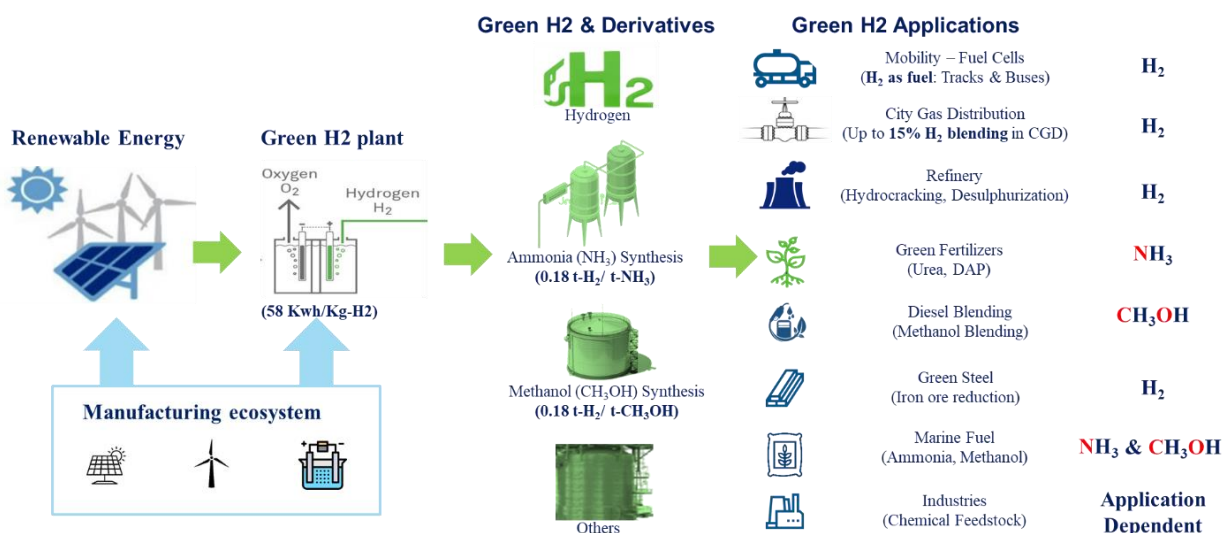 Green H2 & Derivatives
Green H2 Applications
Renewable Energy
Green H2 plant
Oxygen
O₂
Hydrogen
H₂
- +
(58 Kwh/Kg-H2)
Manufacturing ecosystem
+ -
H2
Hydrogen
Ammonia (NH₃) Synthesis
(0.18 t-H₂/ t-NH₃)
Methanol (CH₃OH) Synthesis
(0.18 t-H₂/ t-CH₃OH)
Others
Mobility – Fuel Cells
(H₂ as fuel: Tracks & Buses)
H₂
City Gas Distribution
(Up to 15% H₂ blending in CGD)
H₂
Refinery
(Hydrocracking, Desulphurization)
H₂
Green Fertilizers
(Urea, DAP)
NH₃
Diesel Blending
(Methanol Blending)
CH₃OH
Green Steel
(Iron ore reduction)
H₂
Marine Fuel
(Ammonia, Methanol)
NH₃ & CH₃OH
Industries
(Chemical Feedstock)
Application
Dependent